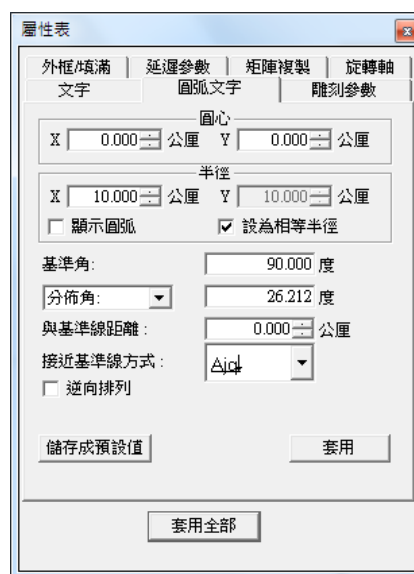 屬性表
外框/填滿 延遲參數 矩陣複製 旋轉軸
文字 圓弧文字 雕刻參數
圓心
X 0.000 公厘 Y 0.000 公厘
半徑
X 10.000 公厘 Y 10.000 公厘
顯示圓弧 設為相等半徑
基準角: 90.000 度
分佈角: 26.212 度
與基準線距離: 0.000 公厘
接近基準線方式: Ajql
逆向排列
儲存成預設值 套用
套用全部